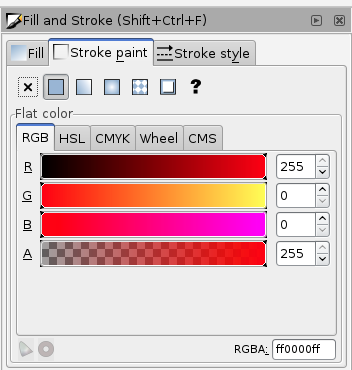 Fill and Stroke (Shift+Ctrl+F)
Fill Stroke paint Stroke style
?
Flat color
RGB HSL CMYK Wheel CMS
R 255
G 0
B 0
A 255
RGBA: ff0000ff